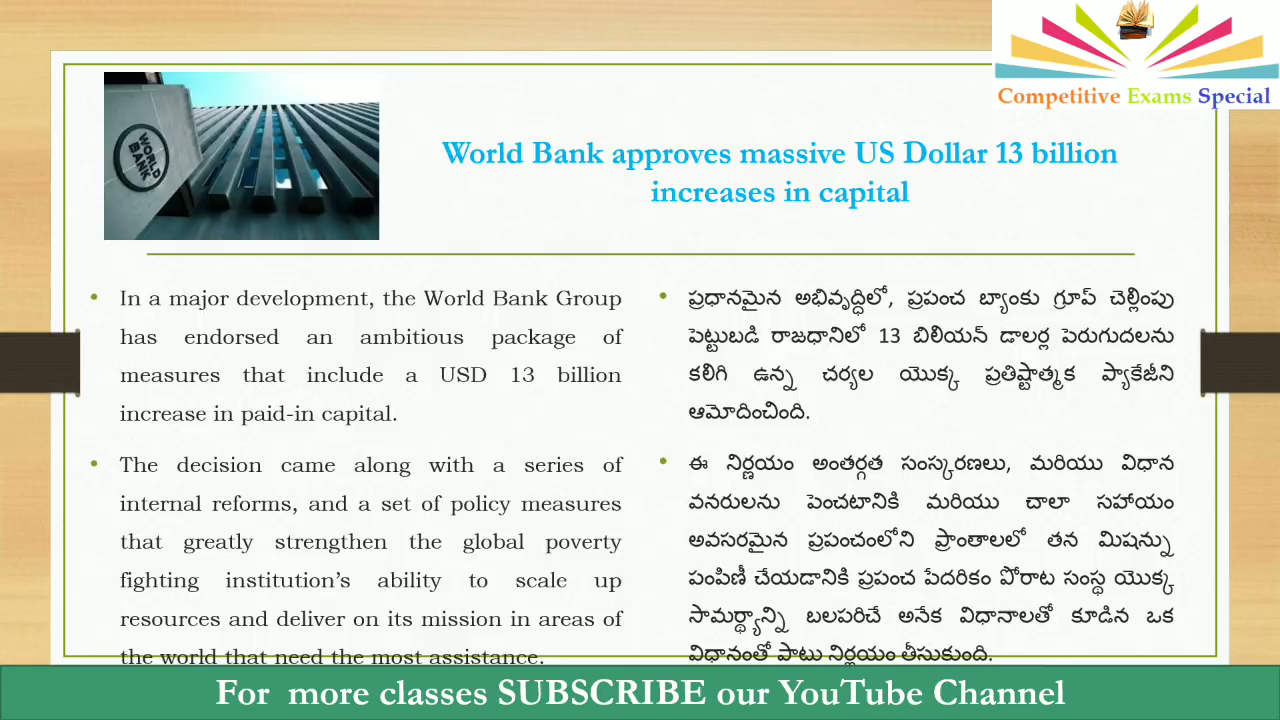 Competitive Exams Special
WORLD
BANK
World Bank approves massive US Dollar 13 billion
increases in capital
• In a major development, the World Bank Group
has endorsed an ambitious package of
measures that include a USD 13 billion
increase in paid-in capital.
• The decision came along with a series of
internal reforms, and a set of policy measures
that greatly strengthen the global poverty
fighting institution's ability to scale up
resources and deliver on its mission in areas of
the world that need the most assistance.
• ప్రధానమైన అభివృద్ధిలో, ప్రపంచ బ్యాంకు గ్రూప్ చెల్లింపు
పెట్టుబడి రాజధానిలో 13 బిలియన్ డాలర్ల పెరుగుదలను
కలిగి ఉన్న చర్యల యొక్క ప్రతిష్టాత్మక ప్యాకేజీని
ఆమోదించింది.
• ఈ నిర్ణయం అంతర్గత సంస్కరణలు, మరియు విధాన
వనరులను పెంచటానికి మరియు చాలా సహాయం
అవసరమైన ప్రపంచంలోని ప్రాంతాలలో తన మిషన్ను
పంపిణీ చేయడానికి ప్రపంచ పేదరికం పోరాట సంస్థ యొక్క
సామర్థ్యాన్ని బలపరిచే అనేక విధానాలతో కూడిన ఒక
విధానంతో పాటు నిర్ణయం తీసుకుంది.
For more classes SUBSCRIBE our YouTube Channel